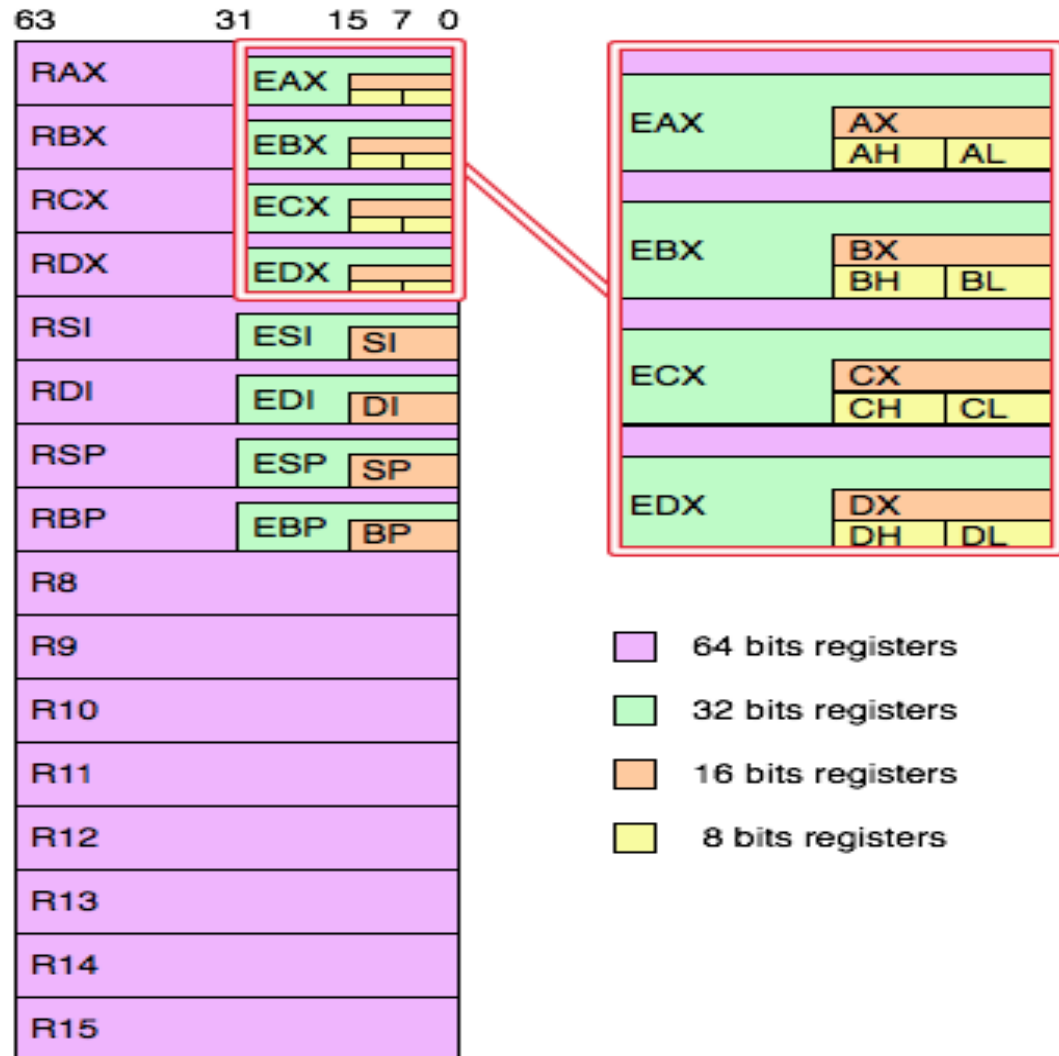 63 31 15 7 0
RAX EAX
RBX EBX
RCX ECX
RDX EDX
RSI ESI SI
RDI EDI DI
RSP ESP SP
RBP EBP BP
R8
R9
R10
R11
R12
R13
R14
R15
EAX AX
AH AL
EBX BX
BH BL
ECX CX
CH CL
EDX DX
DH DL
64 bits registers
32 bits registers
16 bits registers
8 bits registers